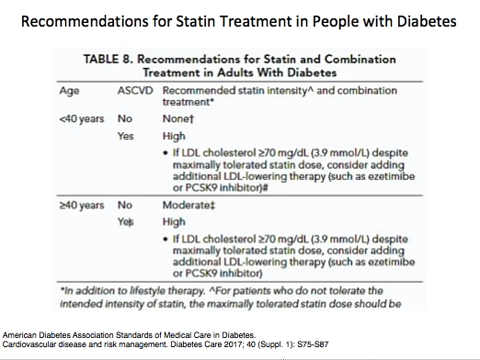 Recommendations for Statin Treatment in People with Diabetes
TABLE 8. Recommendations for Statin and Combination
Treatment in Adults With Diabetes
Age ASCVD Recommended statin intensity^ and combination
treatment*
<40 years No None†
Yes High
• If LDL cholesterol ≥70 mg/dL (3.9 mmol/L) despite
maximally tolerated statin dose, consider adding
additional LDL-lowering therapy (such as ezetimibe
or PCSK9 inhibitor)#
≥40 years No Moderate‡
Yes High
• If LDL cholesterol ≥70 mg/dL (3.9 mmol/L) despite
maximally tolerated statin dose, consider adding
additional LDL-lowering therapy (such as ezetimibe
or PCSK9 inhibitor)
*In addition to lifestyle therapy. ^For patients who do not tolerate the
intended intensity of statin, the maximally tolerated statin dose should be
American Diabetes Association Standards of Medical Care in Diabetes.
Cardiovascular disease and risk management. Diabetes Care 2017; 40 (Suppl. 1): S75-S87